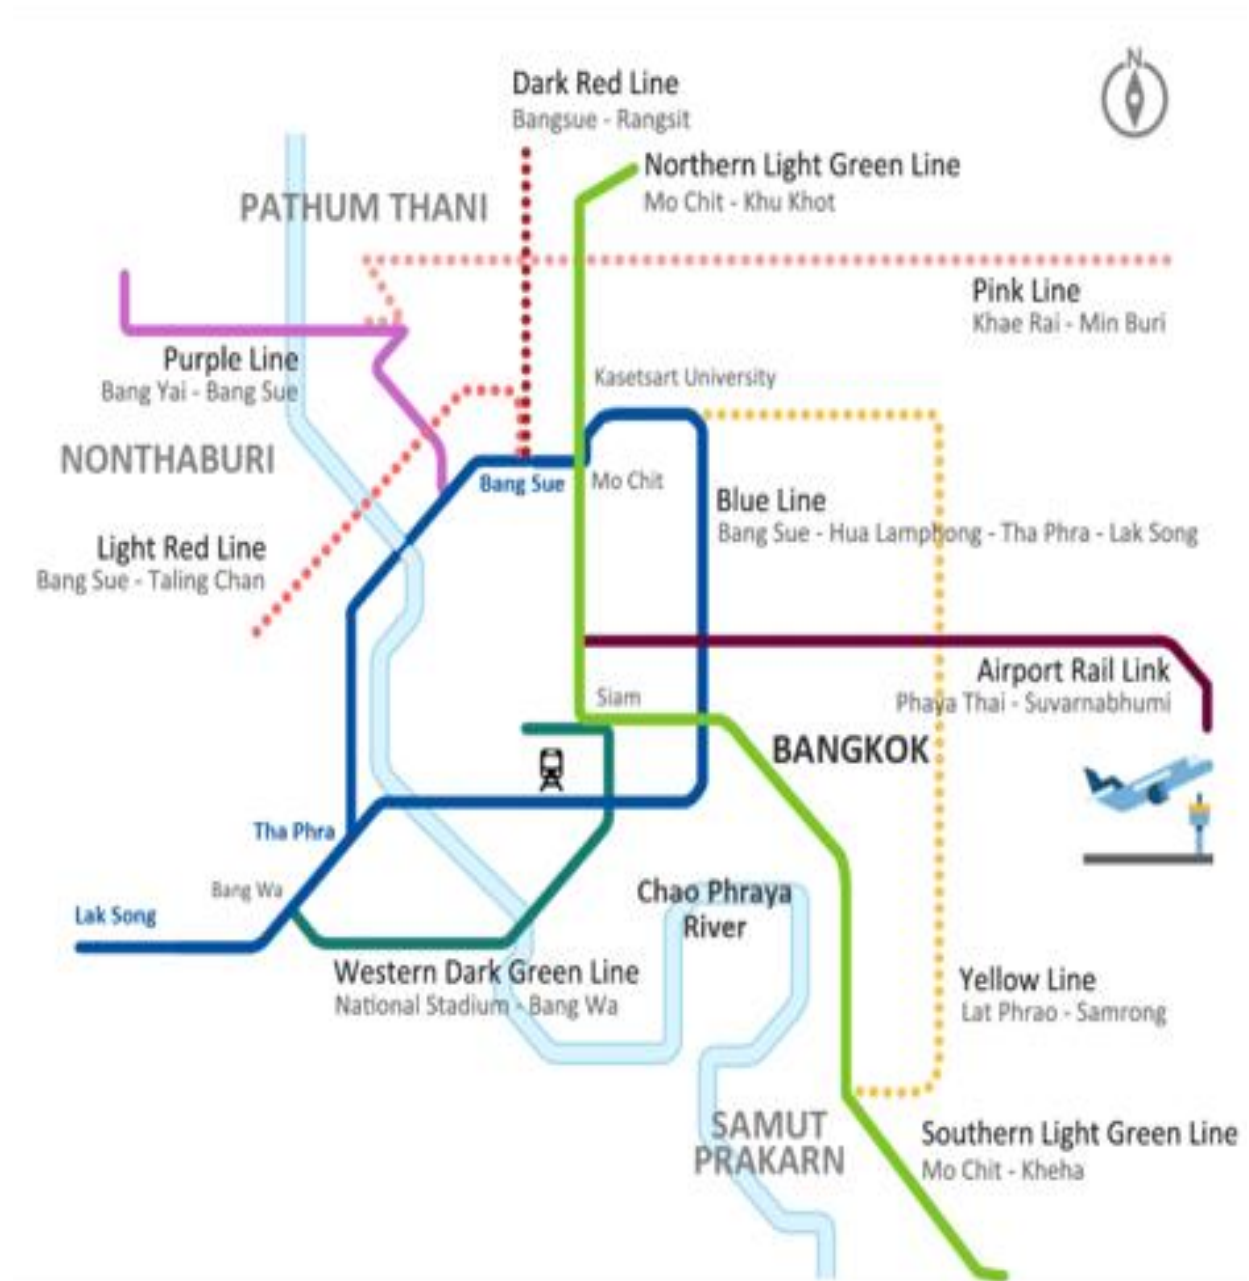 N
Dark Red Line
Bangsue - Rangsit
Northern Light Green Line
Mo Chit - Khu Khot
PATHUM THANI
Pink Line
Khae Rai - Min Buri
Purple Line
Bang Yai - Bang Sue
Kasetsart University
NONTHABURI
Bang Sue
Mo Chit
Blue Line
Bang Sue - Hua Lamphong - Tha Phra - Lak Song
Light Red Line
Bang Sue - Taling Chan
Airport Rail Link
Phaya Thai - Suvarnabhumi
Siam
BANGKOK
Tha Phra
Bang Wa
Lak Song
Chao Phraya
River
Western Dark Green Line
National Stadium - Bang Wa
Yellow Line
Lat Phrao - Samrong
SAMUT
PRAKARN
Southern Light Green Line
Mo Chit - Kheha